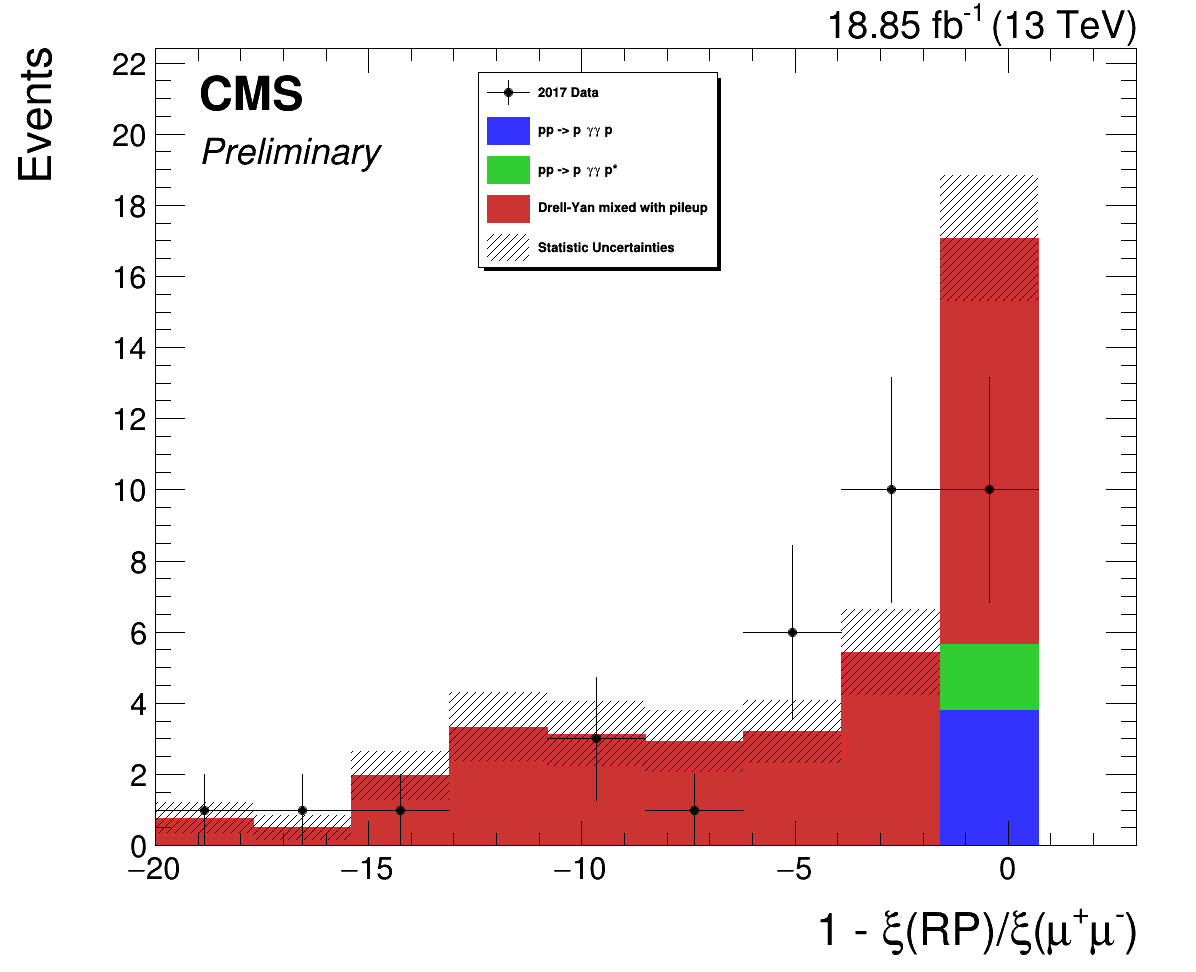 18.85 fb⁻¹ (13 TeV)
Events
CMS
Preliminary
2017 Data
pp -> p γγ p
pp -> p γγ p*
Drell-Yan mixed with pileup
Statistic Uncertainties
22
20
18
16
14
12
10
8
6
4
2
0
−20 −15 −10 −5 0
1 - ξ(RP)/ξ(μ⁺μ⁻)